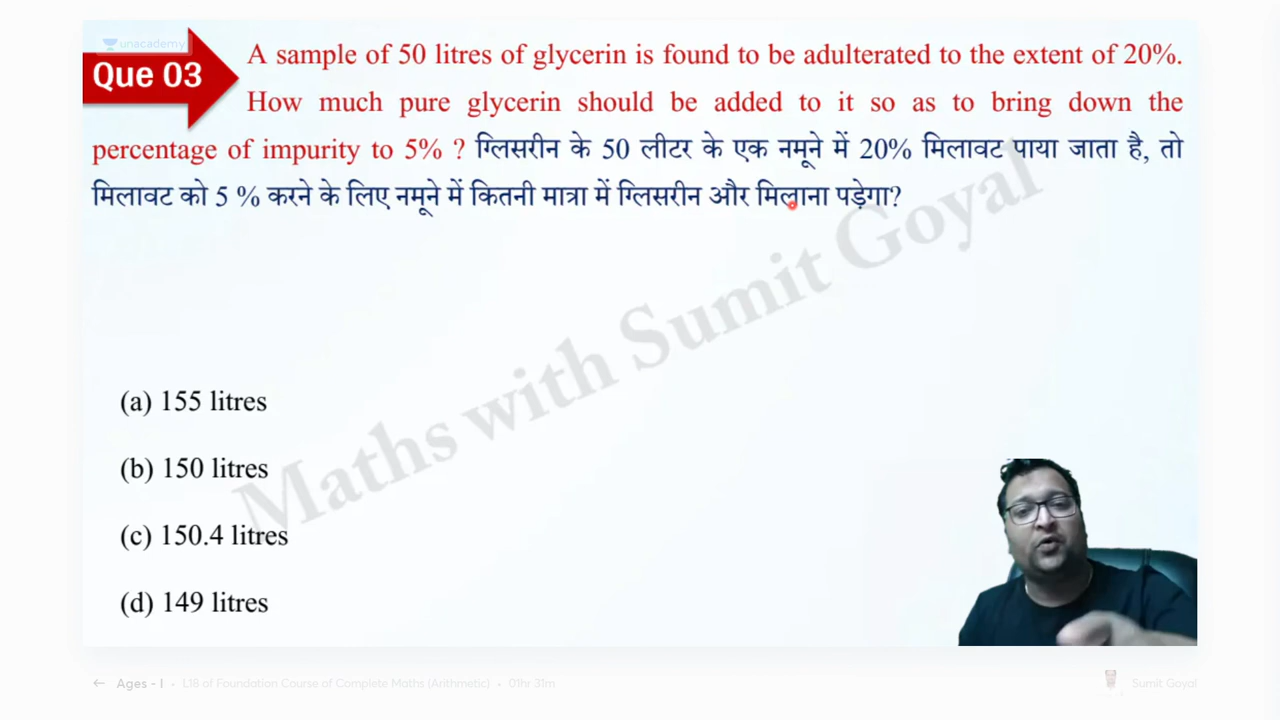 unacademy
Que 03
A sample of 50 litres of glycerin is found to be adulterated to the extent of 20%.
How much pure glycerin should be added to it so as to bring down the
percentage of impurity to 5% ? ग्लिसरीन के 50 लीटर के एक नमूने में 20% मिलावट पाया जाता है, तो
मिलावट को 5 % करने के लिए नमूने में कितनी मात्रा में ग्लिसरीन और मिलाना पड़ेगा?
Maths with Sumit Goyal
(a) 155 litres
(b) 150 litres
(c) 150.4 litres
(d) 149 litres
← Ages - I • L18 of Foundation Course of Complete Maths (Arithmetic) • 01hr 31m
Sumit Goyal